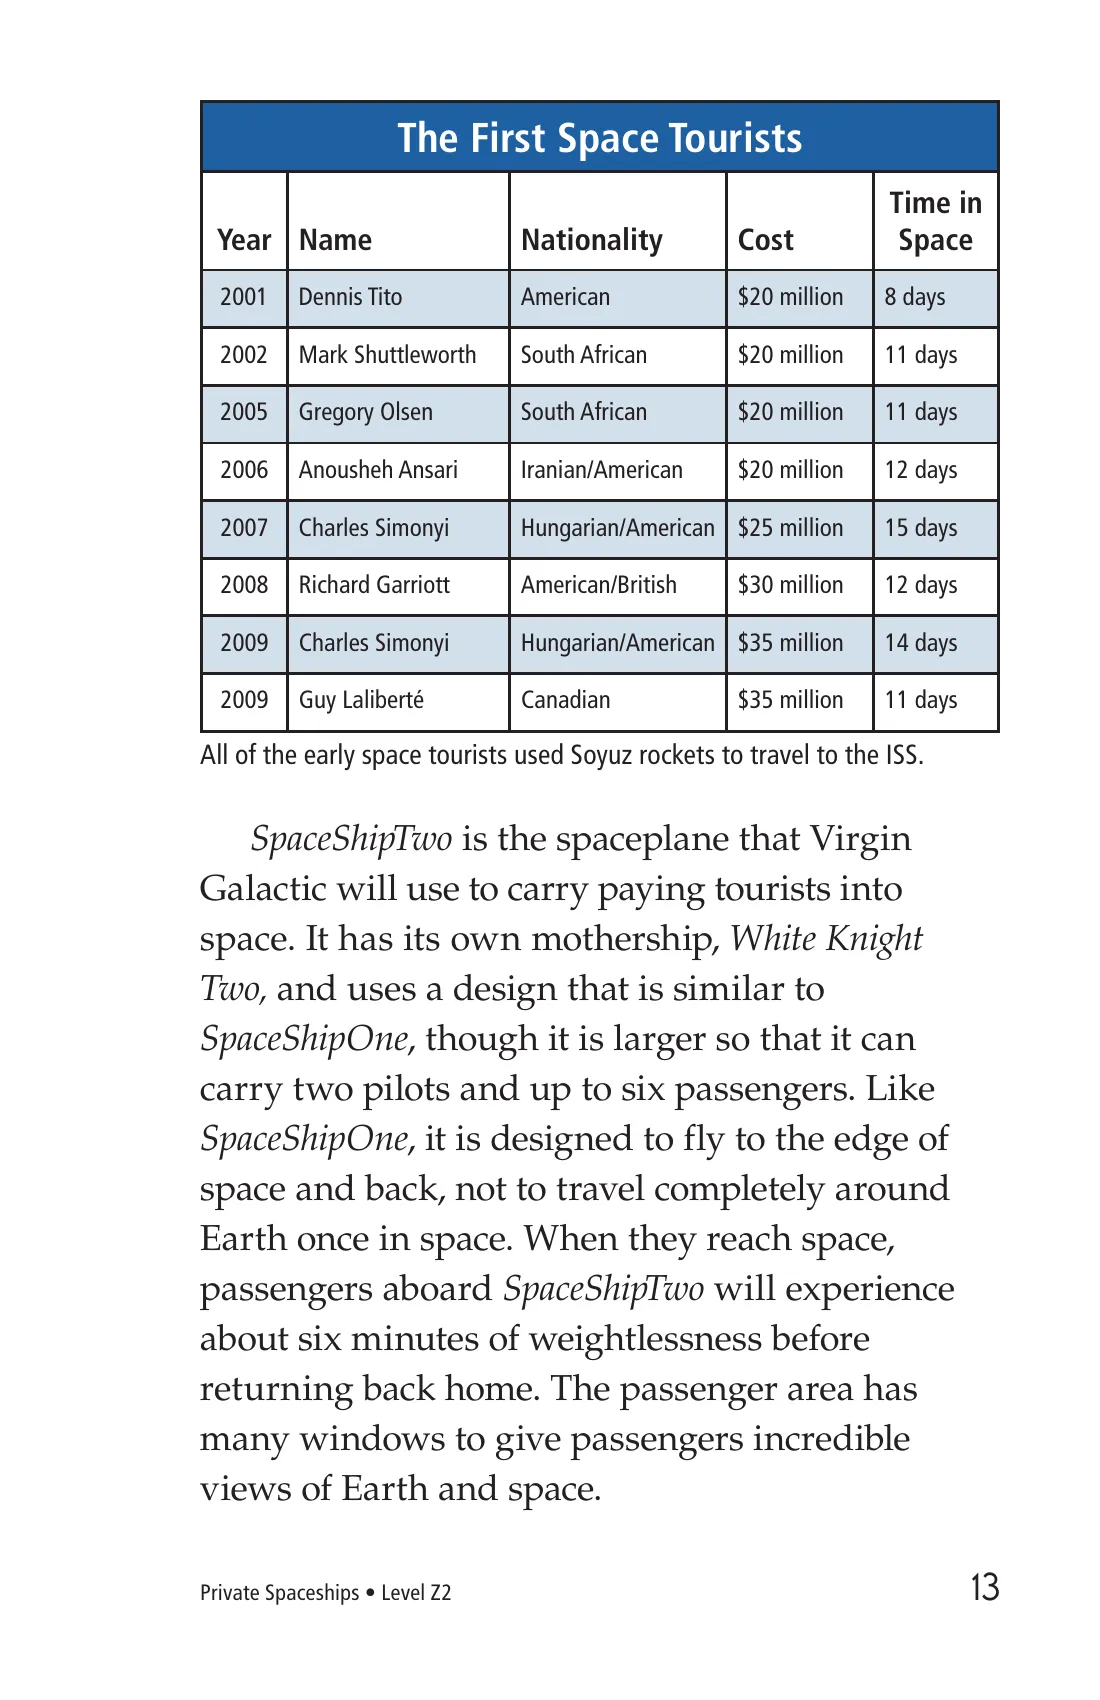 The First Space Tourists
Year Name Nationality Cost Time in Space
2001 Dennis Tito American $20 million 8 days
2002 Mark Shuttleworth South African $20 million 11 days
2005 Gregory Olsen South African $20 million 11 days
2006 Anousheh Ansari Iranian/American $20 million 12 days
2007 Charles Simonyi Hungarian/American $25 million 15 days
2008 Richard Garriott American/British $30 million 12 days
2009 Charles Simonyi Hungarian/American $35 million 14 days
2009 Guy Laliberté Canadian $35 million 11 days
All of the early space tourists used Soyuz rockets to travel to the ISS.
SpaceShipTwo is the spaceplane that Virgin
Galactic will use to carry paying tourists into
space. It has its own mothership, White Knight
Two, and uses a design that is similar to
SpaceShipOne, though it is larger so that it can
carry two pilots and up to six passengers. Like
SpaceShipOne, it is designed to fly to the edge of
space and back, not to travel completely around
Earth once in space. When they reach space,
passengers aboard SpaceShipTwo will experience
about six minutes of weightlessness before
returning back home. The passenger area has
many windows to give passengers incredible
views of Earth and space.
Private Spaceships • Level Z2 13